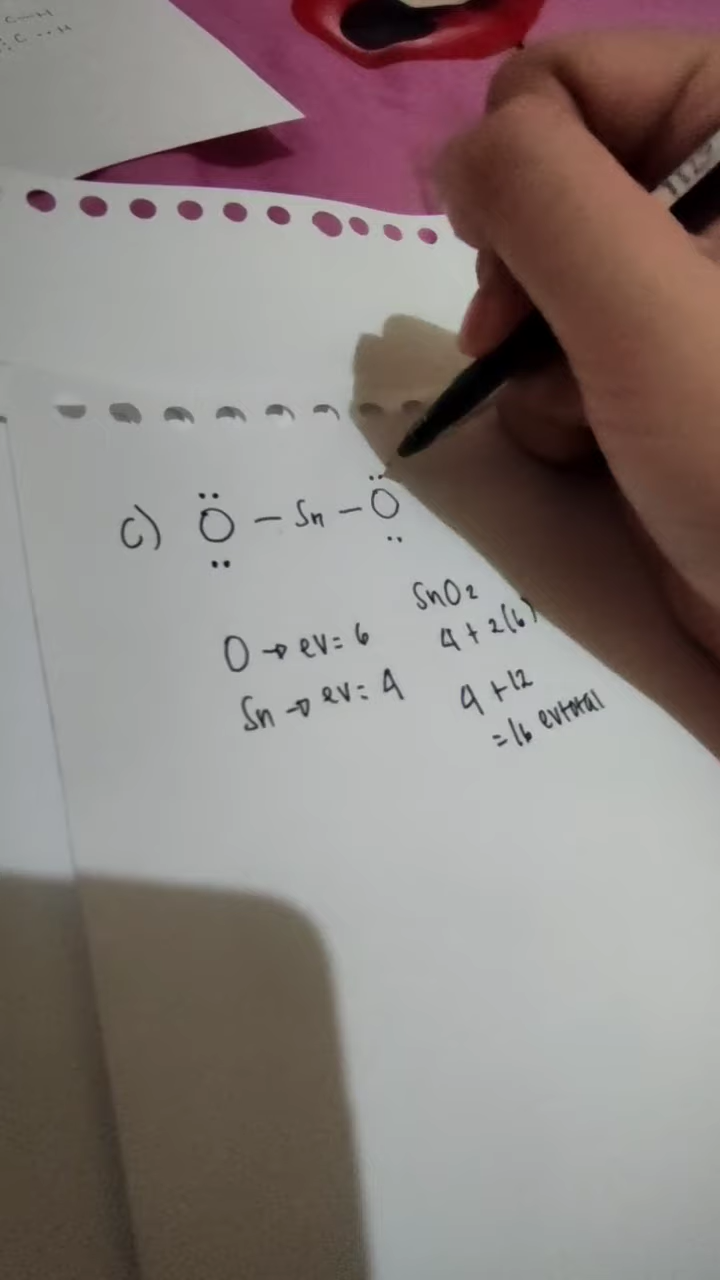 C--H
:C--H
c) O - Sn - O
SnO2
O → ev= 6
4 + 2(6)
Sn → ev= 4
4 + 12
= 16 evtotal